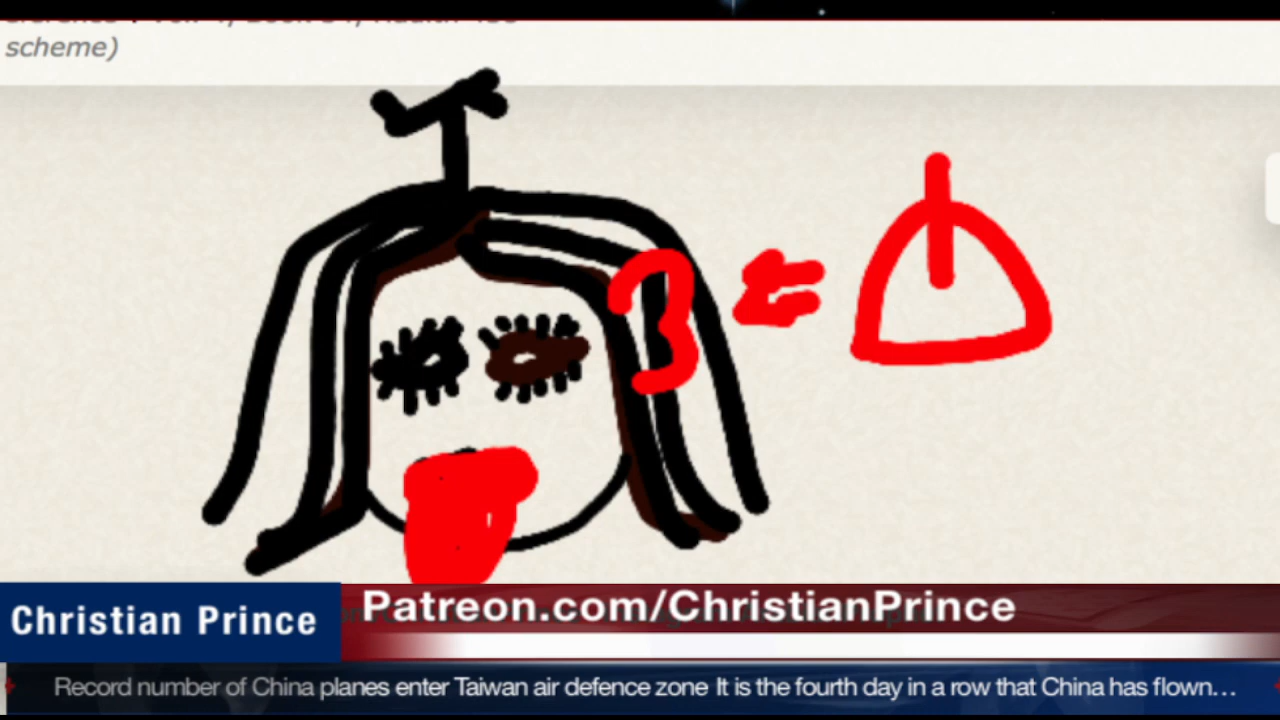 scheme)
Christian Prince
Patreon.com/ChristianPrince
Record number of China planes enter Taiwan air defence zone It is the fourth day in a row that China has flown…